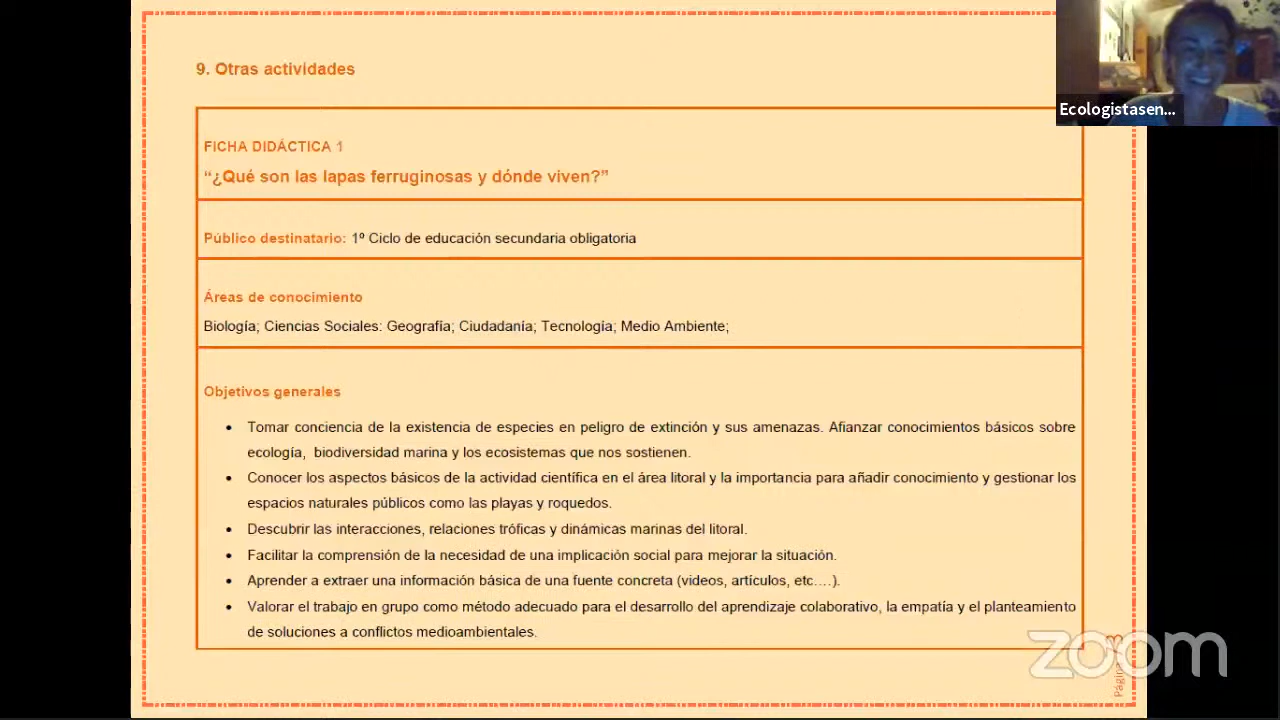 9. Otras actividades
Ecologistasen...
FICHA DIDÁCTICA 1
“¿Qué son las lapas ferruginosas y dónde viven?”
Público destinatario: 1º Ciclo de educación secundaria obligatoria
Áreas de conocimiento
Biología; Ciencias Sociales: Geografía; Ciudadanía; Tecnología; Medio Ambiente;
Objetivos generales
• Tomar conciencia de la existencia de especies en peligro de extinción y sus amenazas. Afianzar conocimientos básicos sobre
ecología, biodiversidad marina y los ecosistemas que nos sostienen.
• Conocer los aspectos básicos de la actividad científica en el área litoral y la importancia para añadir conocimiento y gestionar los
espacios naturales públicos como las playas y roquedos.
• Descubrir las interacciones, relaciones tróficas y dinámicas marinas del litoral.
• Facilitar la comprensión de la necesidad de una implicación social para mejorar la situación.
• Aprender a extraer una información básica de una fuente concreta (videos, artículos, etc….).
• Valorar el trabajo en grupo como método adecuado para el desarrollo del aprendizaje colaborativo, la empatía y el planteamiento
de soluciones a conflictos medioambientales.
zoom